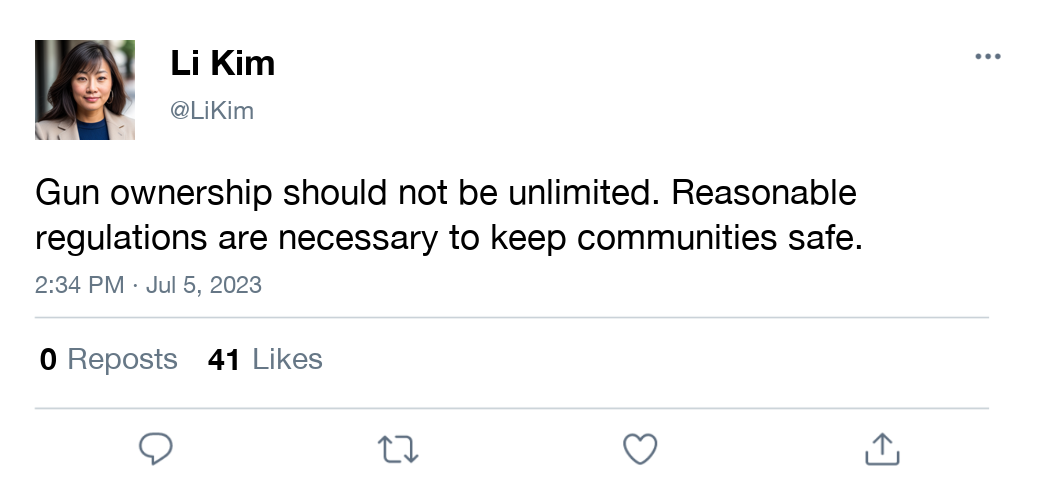 Li Kim
@LiKim
Gun ownership should not be unlimited. Reasonable
regulations are necessary to keep communities safe.
2:34 PM · Jul 5, 2023
0 Reposts 41 Likes